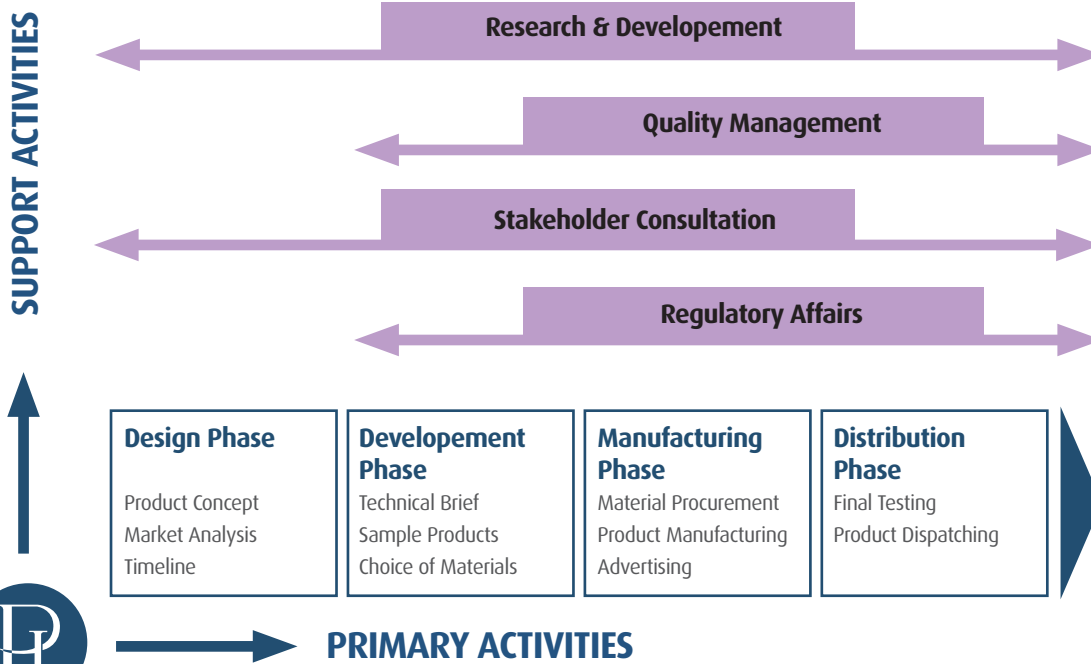 SUPPORT ACTIVITIES
Research & Developement
Quality Management
Stakeholder Consultation
Regulatory Affairs
Design Phase
Product Concept
Market Analysis
Timeline
Developement
Phase
Technical Brief
Sample Products
Choice of Materials
Manufacturing
Phase
Material Procurement
Product Manufacturing
Advertising
Distribution
Phase
Final Testing
Product Dispatching
PRIMARY ACTIVITIES